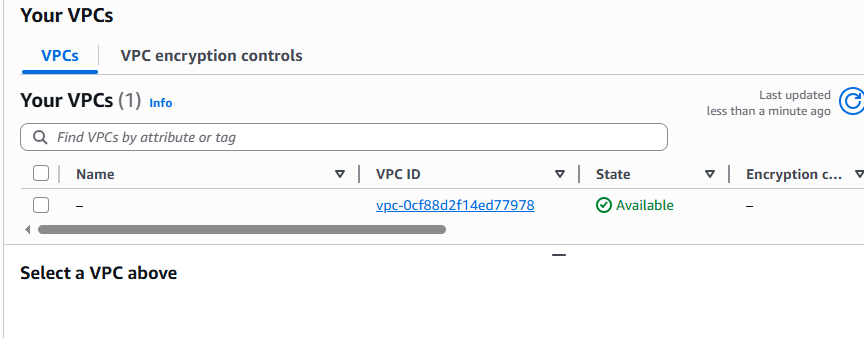 Your VPCs
VPCs VPC encryption controls
Your VPCs (1) Info
Last updated
less than a minute ago
Find VPCs by attribute or tag
Name VPC ID State Encryption c...
– vpc-0cf88d2f14ed77978 Available –
Select a VPC above